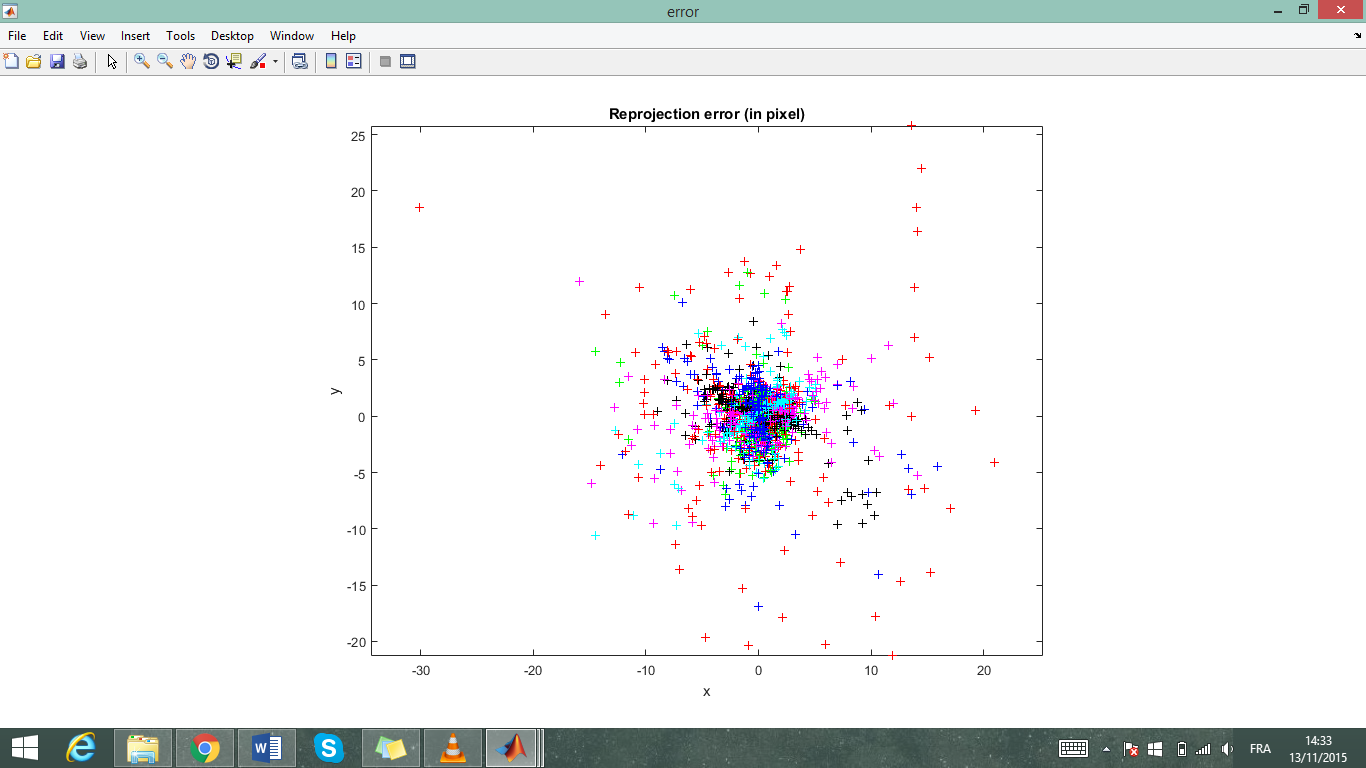 error
File Edit View Insert Tools Desktop Window Help
Reprojection error (in pixel)
25
20
15
10
5
0
-5
-10
-15
-20
y
-30 -20 -10 0 10 20
x
FRA
14:33
13/11/2015